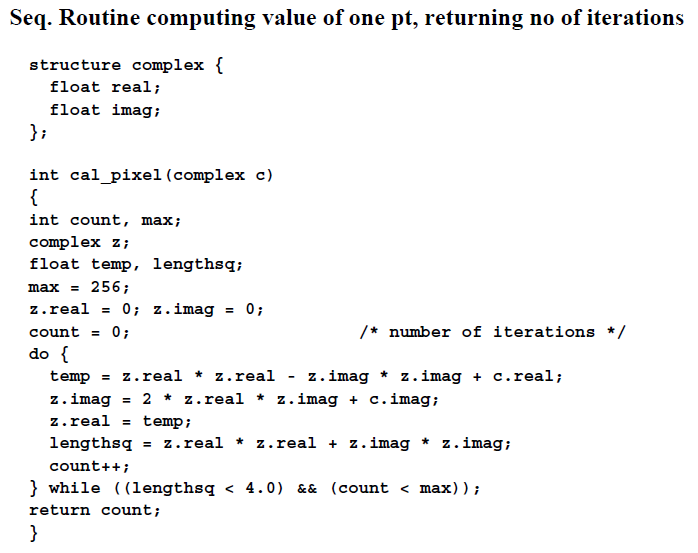 Seq. Routine computing value of one pt, returning no of iterations
structure complex {
float real;
float imag;
};
int cal_pixel(complex c)
{
int count, max;
complex z;
float temp, lengthsq;
max = 256;
z.real = 0; z.imag = 0;
count = 0; /* number of iterations */
do {
temp = z.real * z.real - z.imag * z.imag + c.real;
z.imag = 2 * z.real * z.imag + c.imag;
z.real = temp;
lengthsq = z.real * z.real + z.imag * z.imag;
count++;
} while ((lengthsq < 4.0) && (count < max));
return count;
}